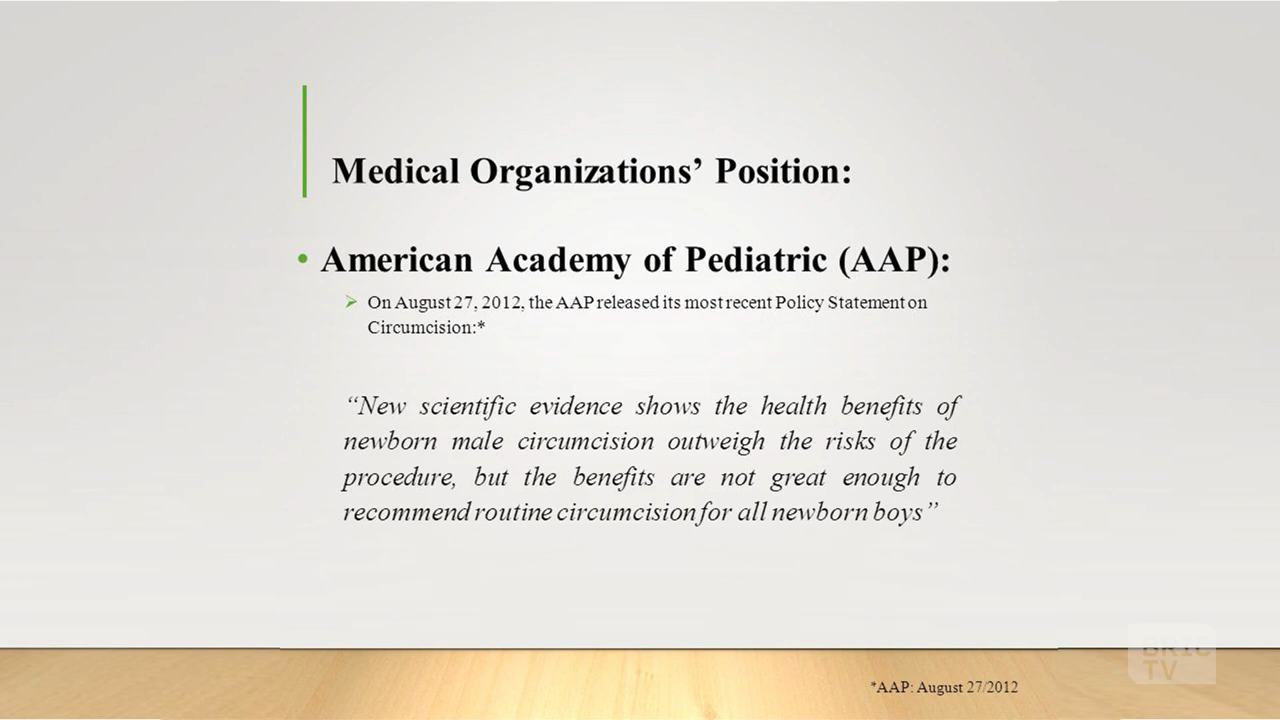 Medical Organizations’ Position:
• American Academy of Pediatric (AAP):
➢ On August 27, 2012, the AAP released its most recent Policy Statement on
Circumcision:*
“New scientific evidence shows the health benefits of
newborn male circumcision outweigh the risks of the
procedure, but the benefits are not great enough to
recommend routine circumcision for all newborn boys”
BRIC
TV
*AAP: August 27/2012